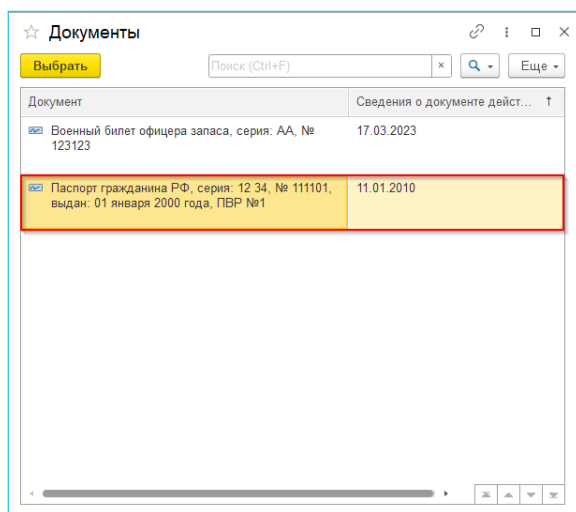 Документы
Выбрать
Поиск (Ctrl+F)
×
Еще
Документ
Сведения о документе дейст...
Военный билет офицера запаса, серия: АА, №
123123
17.03.2023
Паспорт гражданина РФ, серия: 12 34, № 111101,
выдан: 01 января 2000 года, ПВР №1
11.01.2010